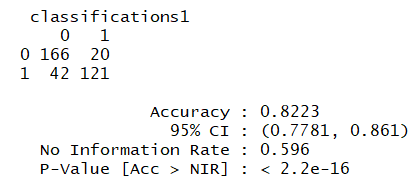 classifications1
0 1
0 166 20
1 42 121
Accuracy : 0.8223
95% CI : (0.7781, 0.861)
No Information Rate : 0.596
P-Value [Acc > NIR] : < 2.2e-16